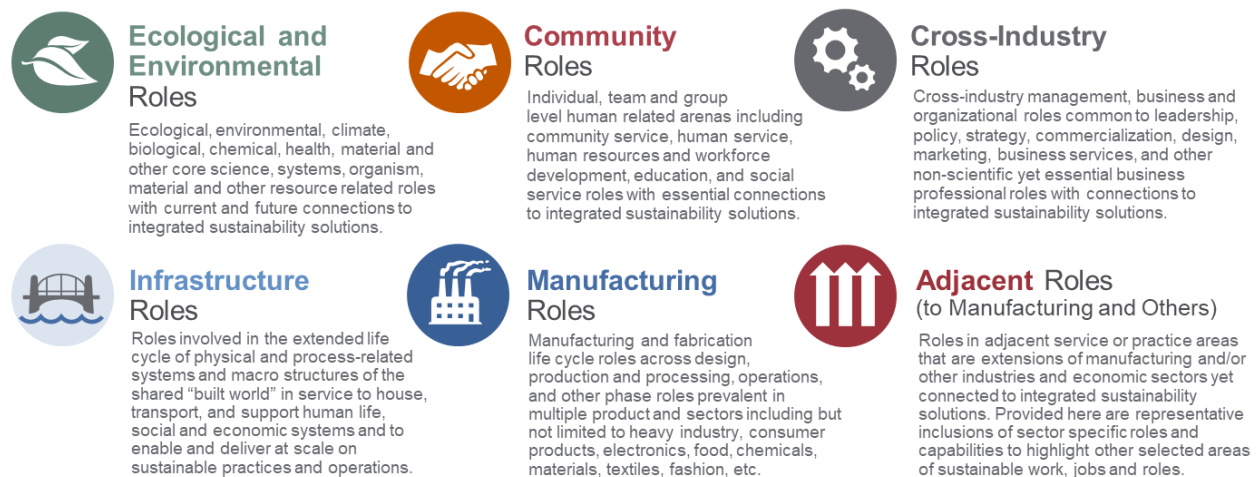 Ecological and
Environmental
Roles
Ecological, environmental, climate,
biological, chemical, health, material and
other core science, systems, organism,
material and other resource related roles
with current and future connections to
integrated sustainability solutions.
Community
Roles
Individual, team and group
level human related arenas including
community service, human service,
human resources and workforce
development, education, and social
service roles with essential connections
to integrated sustainability solutions.
Cross-Industry
Roles
Cross-industry management, business and
organizational roles common to leadership,
policy, strategy, commercialization, design,
marketing, business services, and other
non-scientific yet essential business
professional roles with connections to
integrated sustainability solutions.
Infrastructure
Roles
Roles involved in the extended life
cycle of physical and process-related
systems and macro structures of the
shared “built world” in service to house,
transport, and support human life,
social and economic systems and to
enable and deliver at scale on
sustainable practices and operations.
Manufacturing
Roles
Manufacturing and fabrication
life cycle roles across design,
production and processing, operations,
and other phase roles prevalent in
multiple product and sectors including but
not limited to heavy industry, consumer
products, electronics, food, chemicals,
materials, textiles, fashion, etc.
Adjacent Roles
(to Manufacturing and Others)
Roles in adjacent service or practice areas
that are extensions of manufacturing and/or
other industries and economic sectors yet
connected to integrated sustainability
solutions. Provided here are representative
inclusions of sector specific roles and
capabilities to highlight other selected areas
of sustainable work, jobs and roles.